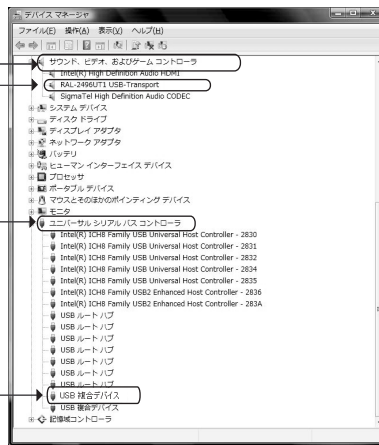 デバイス マネージャ
ファイル(F) 操作(A) 表示(V) ヘルプ(H)
サウンド、ビデオ、およびゲーム コントローラ
Intel(R) High Definition Audio HDMI
RAL-2496UT1 USB-Transport
SigmaTel High Definition Audio CODEC
システム デバイス
ディスク ドライブ
ディスプレイ アダプタ
ネットワーク アダプタ
バッテリ
ヒューマン インターフェイス デバイス
プロセッサ
ポータブル デバイス
マウスとそのほかのポインティング デバイス
モニタ
ユニバーサル シリアル バス コントローラ
Intel(R) ICH8 Family USB Universal Host Controller - 2830
Intel(R) ICH8 Family USB Universal Host Controller - 2831
Intel(R) ICH8 Family USB Universal Host Controller - 2832
Intel(R) ICH8 Family USB Universal Host Controller - 2834
Intel(R) ICH8 Family USB Universal Host Controller - 2835
Intel(R) ICH8 Family USB2 Enhanced Host Controller - 2836
Intel(R) ICH8 Family USB2 Enhanced Host Controller - 283A
USB ルート ハブ
USB ルート ハブ
USB ルート ハブ
USB ルート ハブ
USB ルート ハブ
USB ルート ハブ
USB ルート ハブ
USB 複合デバイス
USB 複合デバイス
記憶域コントローラ